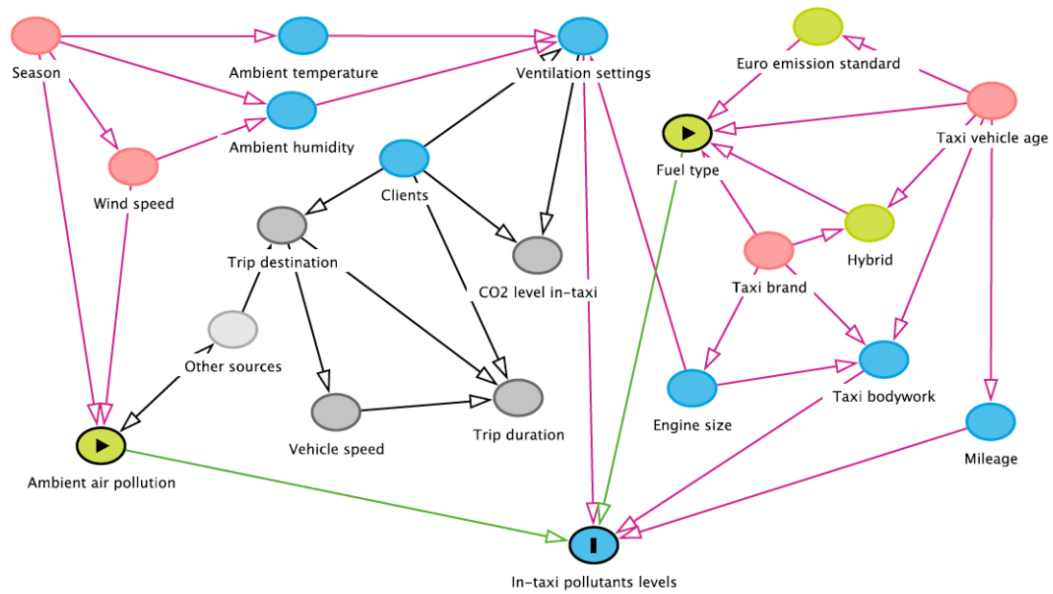 Season
Ambient temperature
Ventilation settings
Euro emission standard
Ambient humidity
Taxi vehicle age
Wind speed
Clients
Fuel type
Trip destination
CO2 level in-taxi
Taxi brand
Hybrid
Other sources
Vehicle speed
Trip duration
Engine size
Taxi bodywork
Mileage
Ambient air pollution
In-taxi pollutants levels